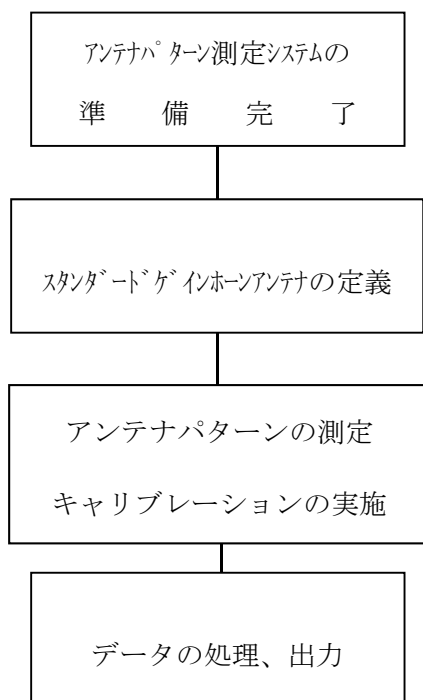 ｱﾝﾃﾅﾊﾟﾀｰﾝ測定ｼｽﾃﾑの
準　備　完　了
ｽﾀﾝﾀﾞｰﾄﾞｹﾞｲﾝﾎｰﾝｱﾝﾃﾅの定義
アンテナパターンの測定
キャリブレーションの実施
データの処理、出力